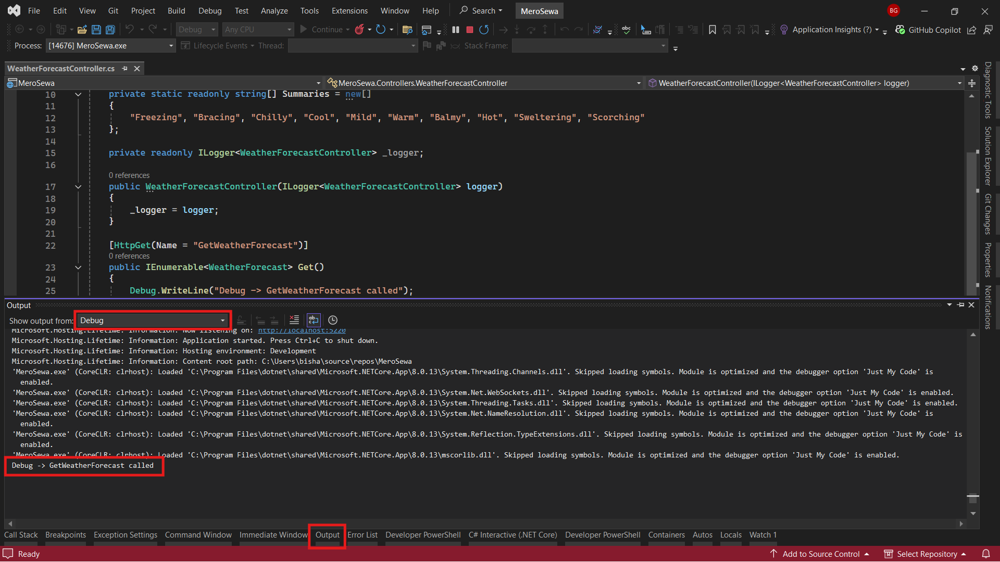 File Edit View Git Project Build Debug Test Analyze Tools Extensions Window Help Search MeroSewa BG
Debug Any CPU Continue Application Insights (?) GitHub Copilot
Process: [14676] MeroSewa.exe Lifecycle Events Thread: Stack Frame:
WeatherForecastController.cs
MeroSewa MeroSewa.Controllers.WeatherForecastController WeatherForecastController(ILogger<WeatherForecastController> logger)
10 private static readonly string[] Summaries = new[]
11 {
12 "Freezing", "Bracing", "Chilly", "Cool", "Mild", "Warm", "Balmy", "Hot", "Sweltering", "Scorching"
13 };
14
15 private readonly ILogger<WeatherForecastController> _logger;
16
0 references
17 public WeatherForecastController(ILogger<WeatherForecastController> logger)
18 {
19 _logger = logger;
20 }
21
22 [HttpGet(Name = "GetWeatherForecast")]
0 references
23 public IEnumerable<WeatherForecast> Get()
24 {
25 Debug.WriteLine("Debug -> GetWeatherForecast called");
Diagnostic Tools
Solution Explorer
Git Changes
Properties
Notifications
Output
Show output from: Debug
Microsoft.Hosting.Lifetime: Information: Now listening on: http://localhost:5220
Microsoft.Hosting.Lifetime: Information: Application started. Press Ctrl+C to shut down.
Microsoft.Hosting.Lifetime: Information: Hosting environment: Development
Microsoft.Hosting.Lifetime: Information: Content root path: C:\Users\bisha\source\repos\MeroSewa
'MeroSewa.exe' (CoreCLR: clrhost): Loaded 'C:\Program Files\dotnet\shared\Microsoft.NETCore.App\8.0.13\System.Threading.Channels.dll'. Skipped loading symbols. Module is optimized and the debugger option 'Just My Code' is
enabled.
'MeroSewa.exe' (CoreCLR: clrhost): Loaded 'C:\Program Files\dotnet\shared\Microsoft.NETCore.App\8.0.13\System.Net.WebSockets.dll'. Skipped loading symbols. Module is optimized and the debugger option 'Just My Code' is enabled.
'MeroSewa.exe' (CoreCLR: clrhost): Loaded 'C:\Program Files\dotnet\shared\Microsoft.NETCore.App\8.0.13\System.Threading.Tasks.dll'. Skipped loading symbols. Module is optimized and the debugger option 'Just My Code' is enabled.
'MeroSewa.exe' (CoreCLR: clrhost): Loaded 'C:\Program Files\dotnet\shared\Microsoft.NETCore.App\8.0.13\System.Net.NameResolution.dll'. Skipped loading symbols. Module is optimized and the debugger option 'Just My Code' is
enabled.
'MeroSewa.exe' (CoreCLR: clrhost): Loaded 'C:\Program Files\dotnet\shared\Microsoft.NETCore.App\8.0.13\System.Reflection.TypeExtensions.dll'. Skipped loading symbols. Module is optimized and the debugger option 'Just My Code' is
enabled.
'MeroSewa.exe' (CoreCLR: clrhost): Loaded 'C:\Program Files\dotnet\shared\Microsoft.NETCore.App\8.0.13\mscorlib.dll'. Skipped loading symbols. Module is optimized and the debugger option 'Just My Code' is enabled.
Debug -> GetWeatherForecast called
Call Stack Breakpoints Exception Settings Command Window Immediate Window Output Error List Developer PowerShell C# Interactive (.NET Core) Developer PowerShell Containers Autos Locals Watch 1
Ready Add to Source Control Select Repository